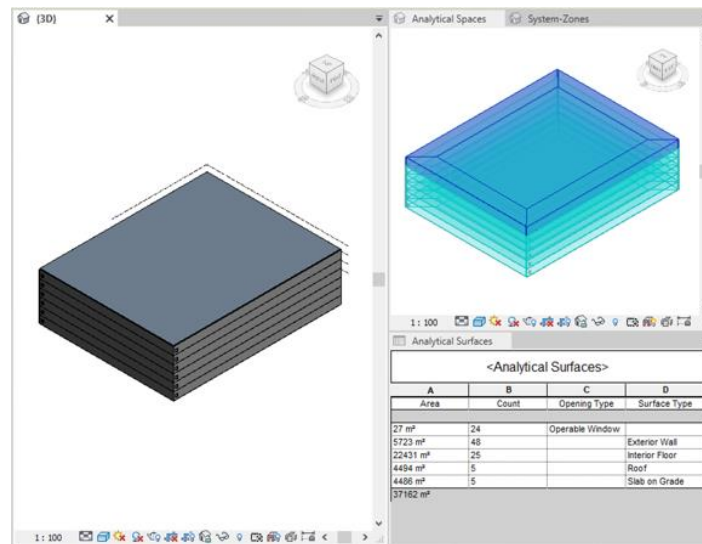 {3D}
Analytical Spaces
System-Zones
1 : 100
Analytical Surfaces
<Analytical Surfaces>
A B C D
Area Count Opening Type Surface Type
27 m² 24 Operable Window
5723 m² 48 Exterior Wall
22431 m² 25 Interior Floor
4494 m² 5 Roof
4486 m² 5 Slab on Grade
37162 m²
1 : 100